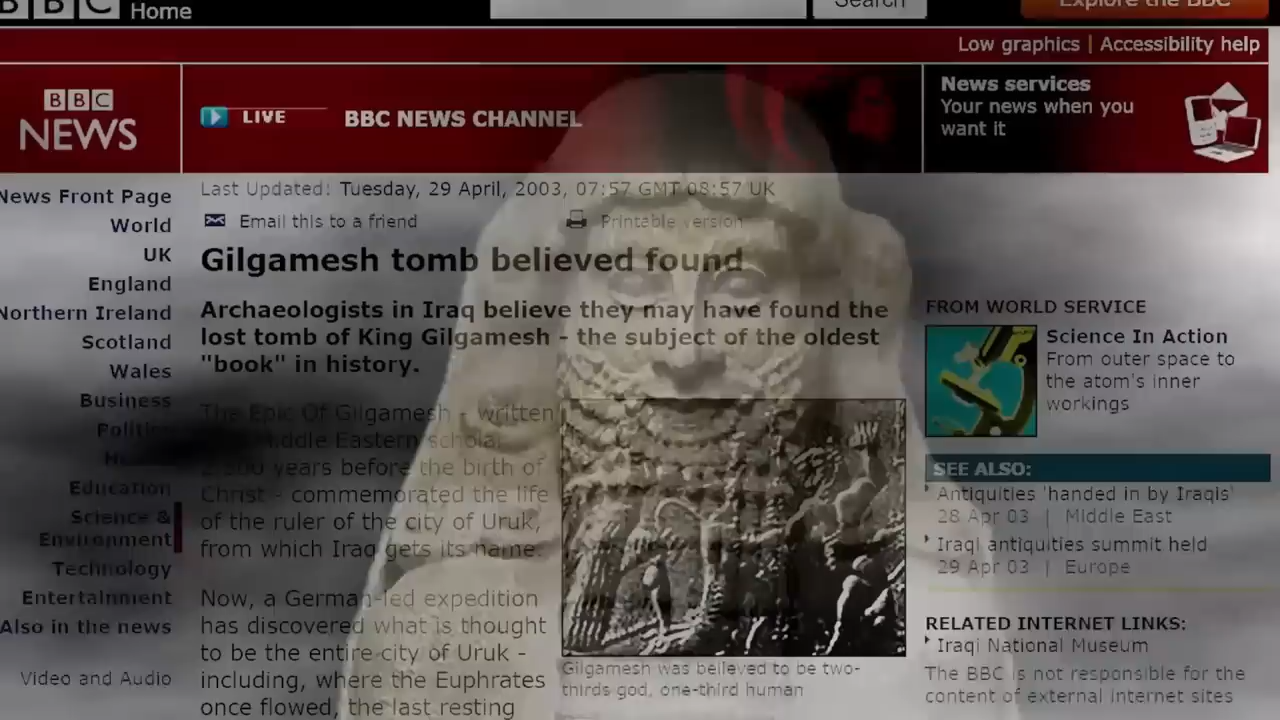 BBC Home
Search
Explore the BBC
Low graphics | Accessibility help
BBC
NEWS
LIVE
BBC NEWS CHANNEL
News services
Your news when you
want it
News Front Page
World
UK
England
Northern Ireland
Scotland
Wales
Business
Politics
Education
Science &
Environment
Technology
Entertainment
Also in the news
Video and Audio
Last Updated: Tuesday, 29 April, 2003, 07:57 GMT 08:57 UK
Email this to a friend
Printable version
Gilgamesh tomb believed found
Archaeologists in Iraq believe they may have found the
lost tomb of King Gilgamesh - the subject of the oldest
"book" in history.
The Epic Of Gilgamesh - written
Middle Eastern scholar
years before the birth of
Christ - commemorated the life
of the ruler of the city of Uruk,
from which Iraq gets its name.
Now, a German-led expedition
has discovered what is thought
to be the entire city of Uruk -
including, where the Euphrates
once flowed, the last resting
Gilgamesh was believed to be two-
thirds god, one-third human
FROM WORLD SERVICE
Science In Action
From outer space to
the atom's inner
workings
SEE ALSO:
Antiquities 'handed in by Iraqis'
28 Apr 03 | Middle East
Iraqi antiquities summit held
29 Apr 03 | Europe
RELATED INTERNET LINKS:
Iraqi National Museum
The BBC is not responsible for the
content of external internet sites